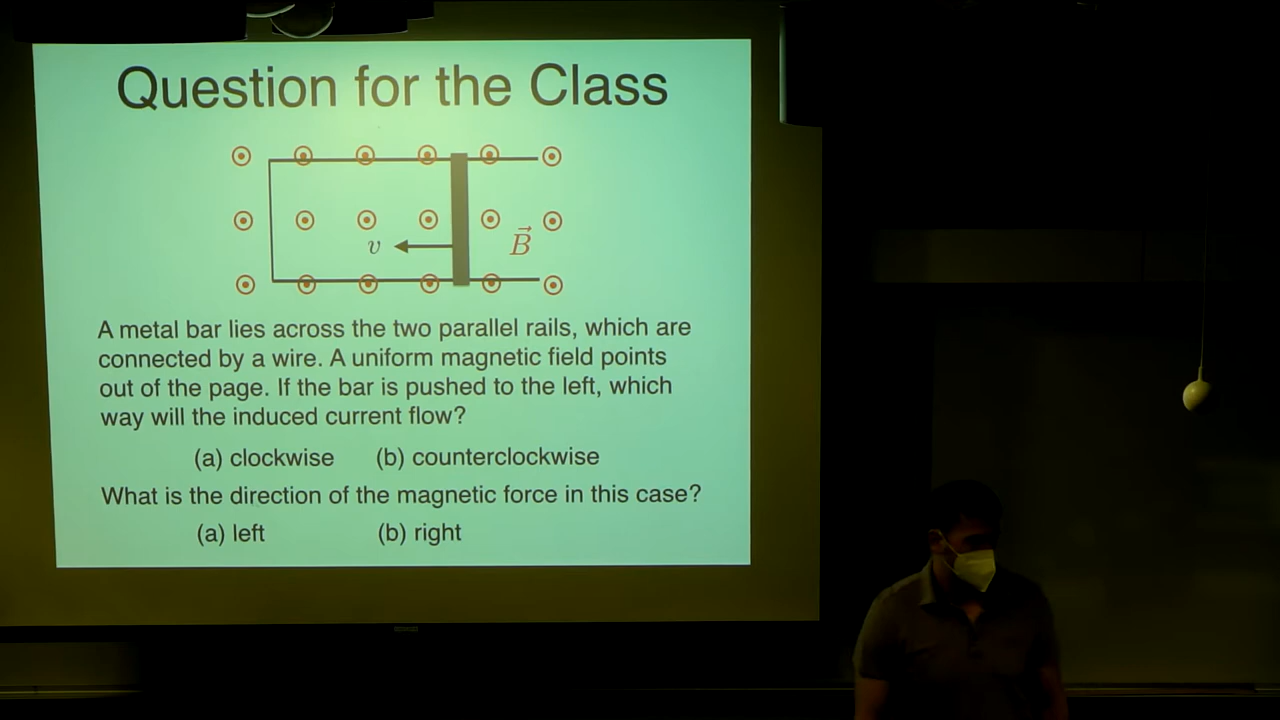 Question for the Class
v
B⃗
A metal bar lies across the two parallel rails, which are
connected by a wire. A uniform magnetic field points
out of the page. If the bar is pushed to the left, which
way will the induced current flow?
(a) clockwise (b) counterclockwise
What is the direction of the magnetic force in this case?
(a) left (b) right